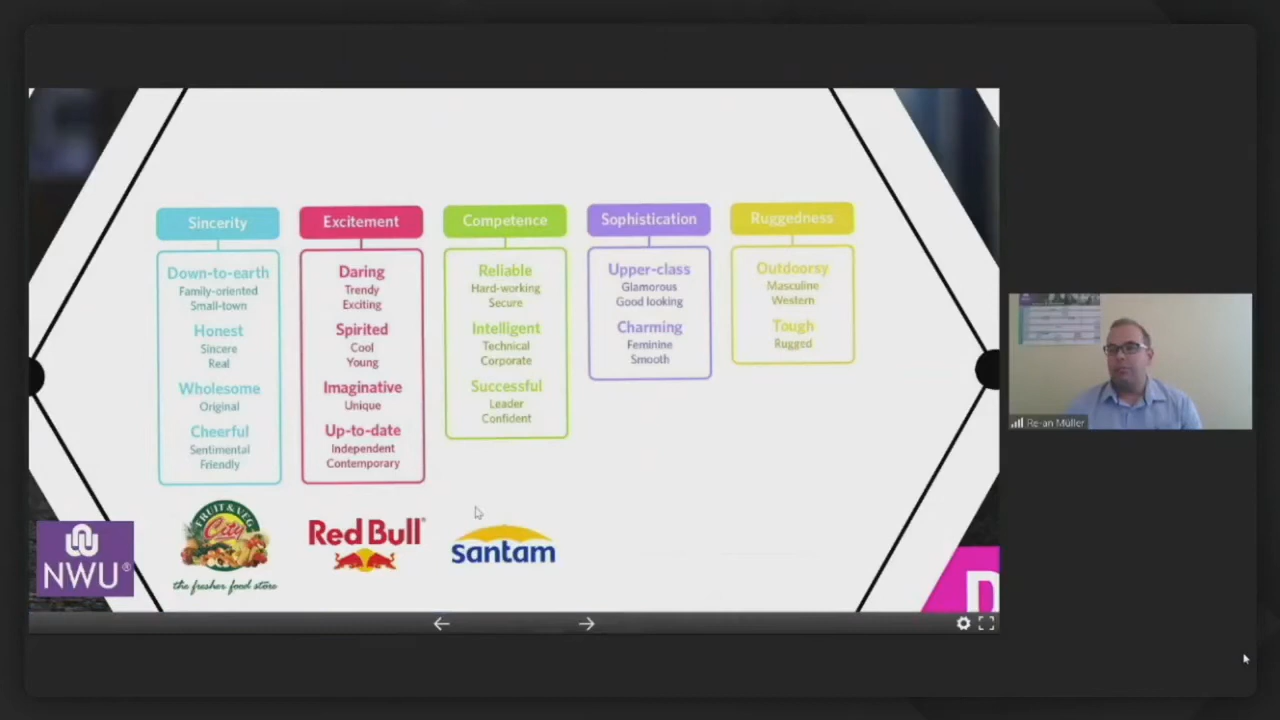 Sincerity
Down-to-earth
Family-oriented
Small-town
Honest
Sincere
Real
Wholesome
Original
Cheerful
Sentimental
Friendly
Excitement
Daring
Trendy
Exciting
Spirited
Cool
Young
Imaginative
Unique
Up-to-date
Independent
Contemporary
Competence
Reliable
Hard-working
Secure
Intelligent
Technical
Corporate
Successful
Leader
Confident
Sophistication
Upper-class
Glamorous
Good looking
Charming
Feminine
Smooth
Ruggedness
Outdoorsy
Masculine
Western
Tough
Rugged
FRUIT & VEG
City
the fresher food store
Red Bull®
santam
NWU®
D
Re-an Müller